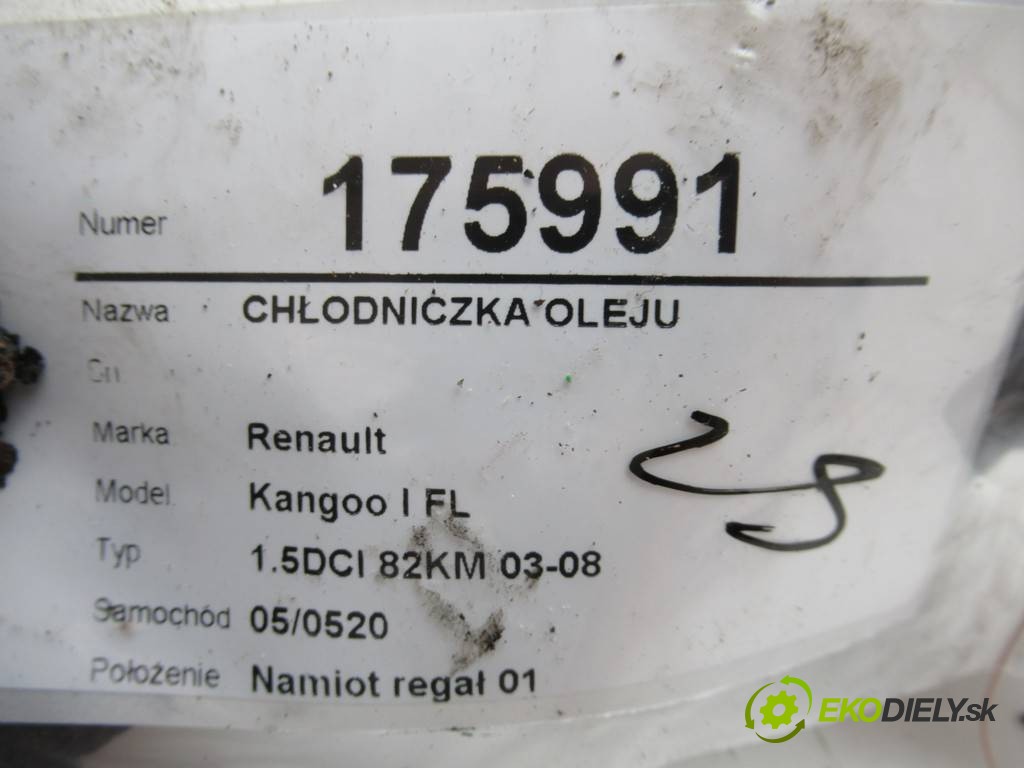 Numer 175991
Nazwa CHŁODNICZKA OLEJU
Marka Renault
Model Kangoo I FL
Typ 1.5DCI 82KM 03-08
Samochód 05/0520
Położenie Namiot regał 01
EKODIELY.sk